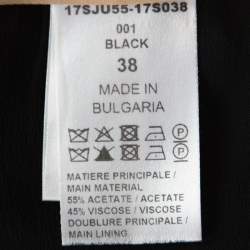 17SJU55-17S038
001
BLACK
38
MADE IN
BULGARIA
MATIERE PRINCIPALE /
MAIN MATERIAL
55% ACETATE / ACETATE
45% VISCOSE / VISCOSE
DOUBLURE PRINCIPALE /
MAIN LINING